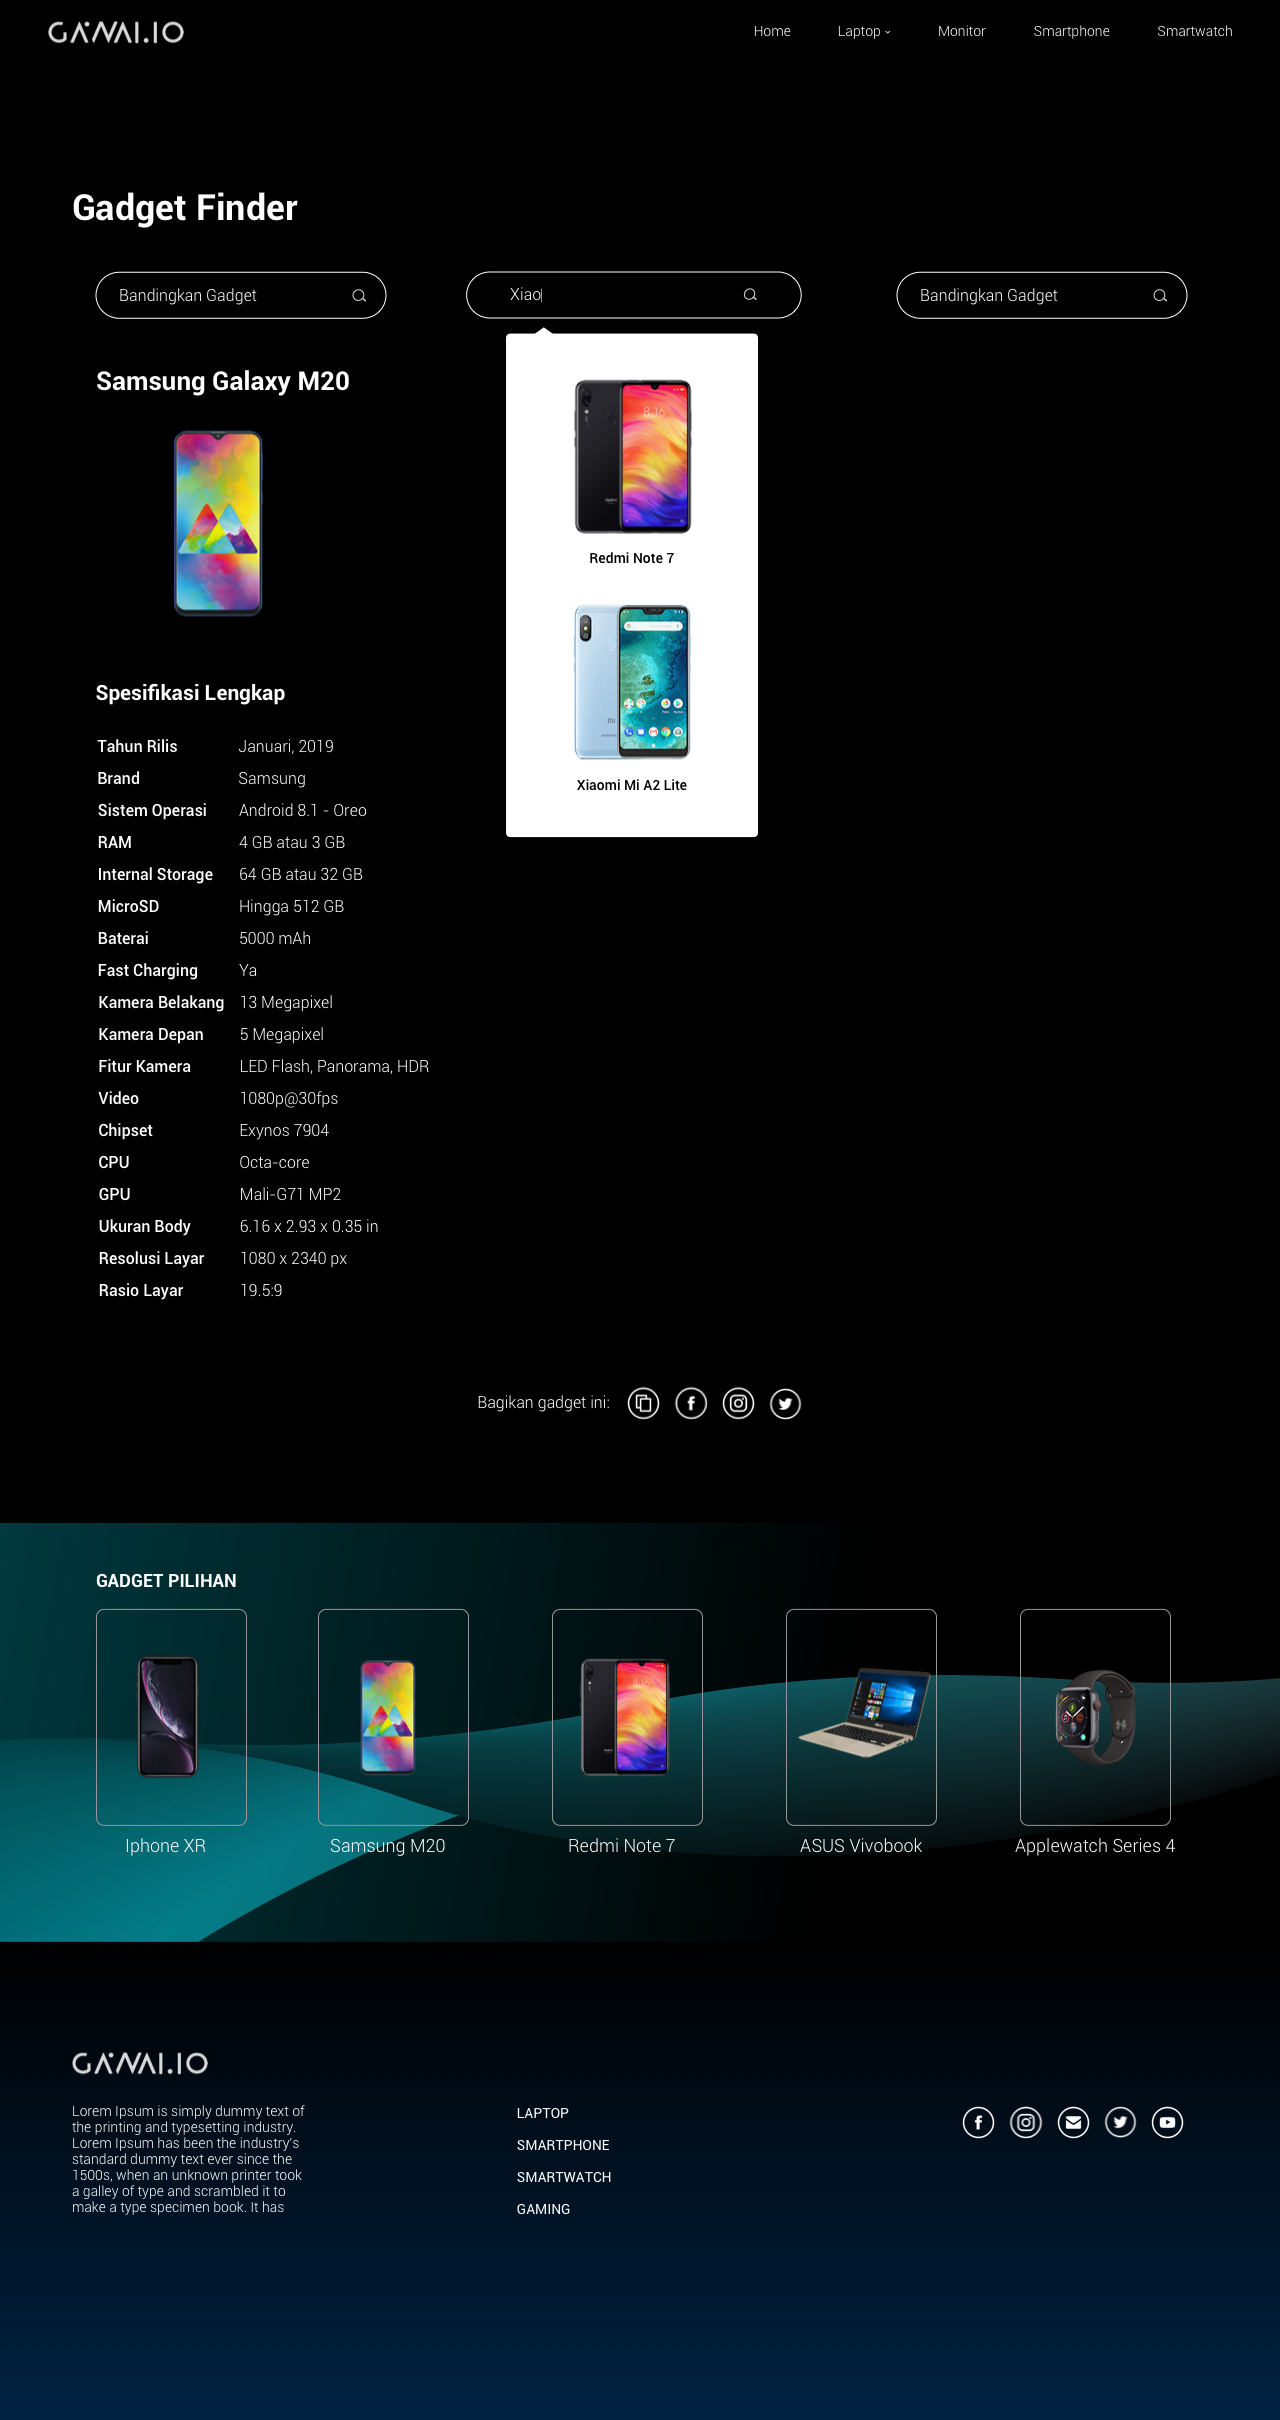 GAWAI.IO
Home
Laptop
Monitor
Smartphone
Smartwatch
Gadget Finder
Bandingkan Gadget
Xiao
Bandingkan Gadget
Samsung Galaxy M20
8:16
Redmi Note 7
Xiaomi Mi A2 Lite
Spesifikasi Lengkap
Tahun Rilis Januari, 2019
Brand Samsung
Sistem Operasi Android 8.1 - Oreo
RAM 4 GB atau 3 GB
Internal Storage 64 GB atau 32 GB
MicroSD Hingga 512 GB
Baterai 5000 mAh
Fast Charging Ya
Kamera Belakang 13 Megapixel
Kamera Depan 5 Megapixel
Fitur Kamera LED Flash, Panorama, HDR
Video 1080p@30fps
Chipset Exynos 7904
CPU Octa-core
GPU Mali-G71 MP2
Ukuran Body 6.16 x 2.93 x 0.35 in
Resolusi Layar 1080 x 2340 px
Rasio Layar 19.5:9
Bagikan gadget ini:
GADGET PILIHAN
Iphone XR
Samsung M20
Redmi Note 7
ASUS Vivobook
Applewatch Series 4
GAWAI.IO
Lorem Ipsum is simply dummy text of
the printing and typesetting industry.
Lorem Ipsum has been the industry's
standard dummy text ever since the
1500s, when an unknown printer took
a galley of type and scrambled it to
make a type specimen book. It has
LAPTOP
SMARTPHONE
SMARTWATCH
GAMING